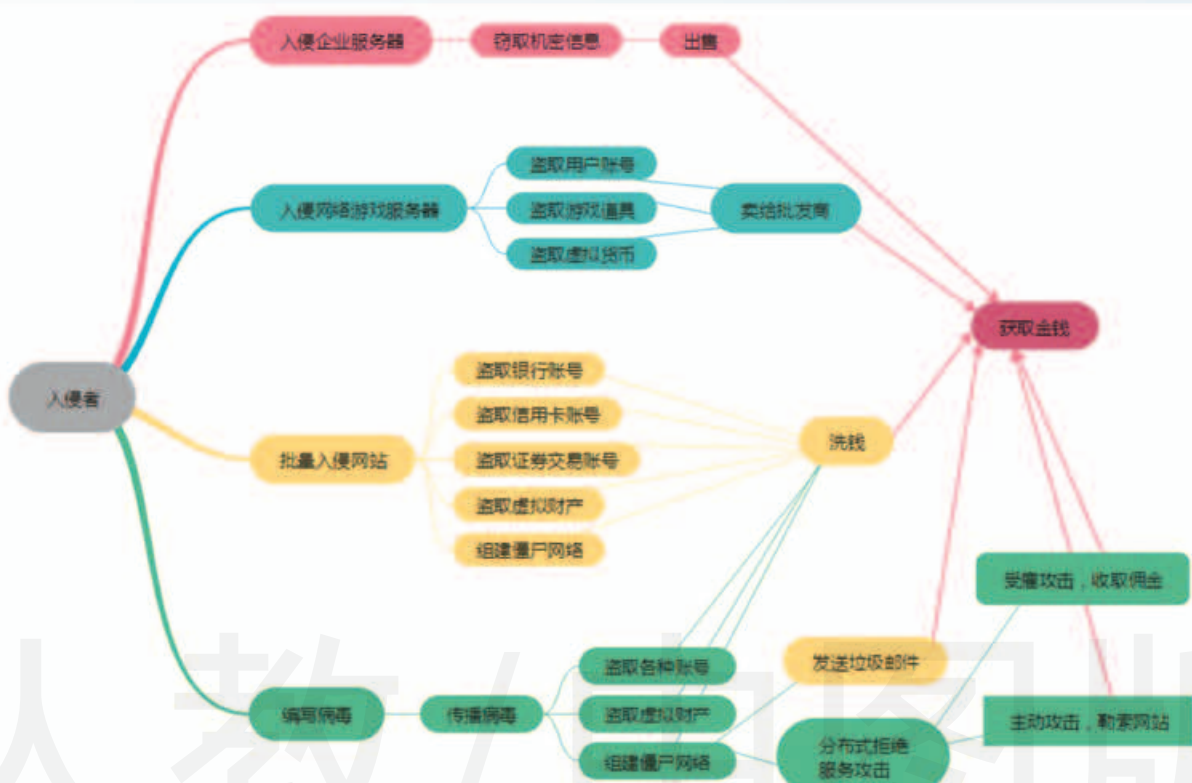 入侵企业服务器
窃取机密信息
出售
入侵网络游戏服务器
盗取用户账号
盗取游戏道具
盗取虚拟货币
卖给批发商
获取金钱
入侵者
批量入侵网站
盗取银行账号
盗取信用卡账号
盗取证券交易账号
盗取虚拟财产
组建僵尸网络
洗钱
编写病毒
传播病毒
盗取各种账号
盗取虚拟财产
组建僵尸网络
发送垃圾邮件
分布式拒绝
服务攻击
受雇攻击，收取佣金
主动攻击，勒索网站
人教/中图版